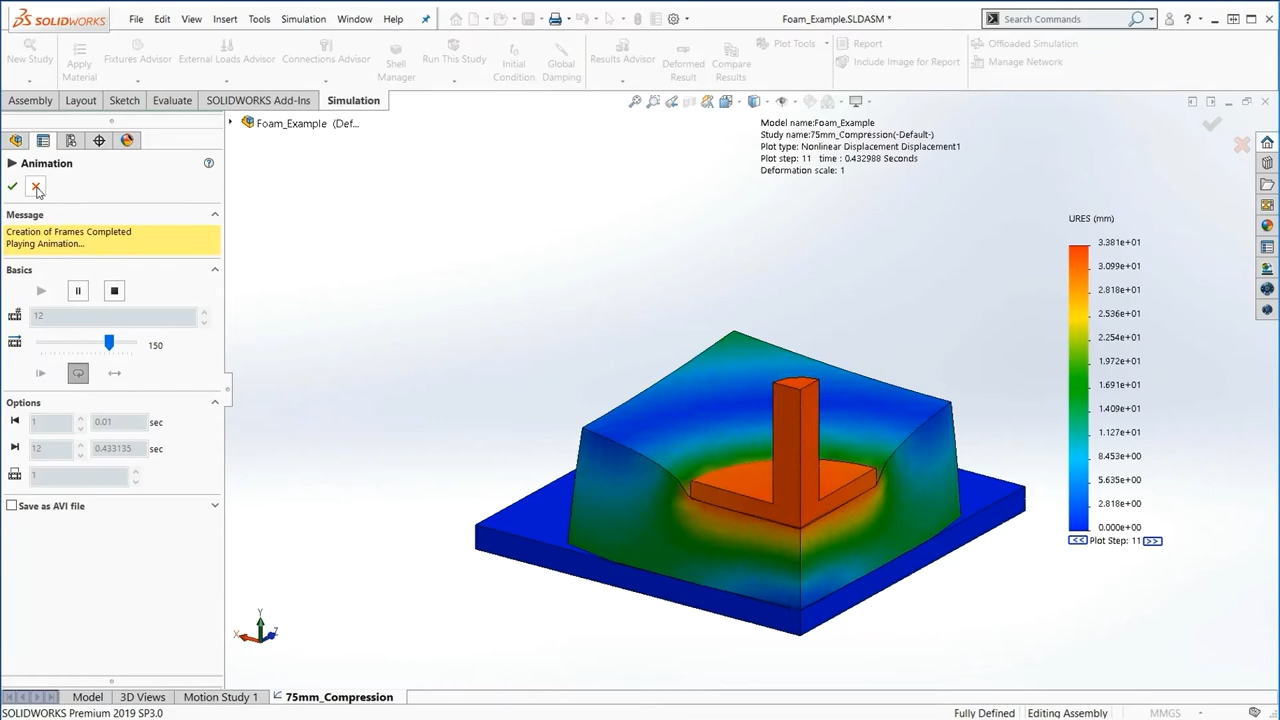 SOLIDWORKS
File Edit View Insert Tools Simulation Window Help
Foam_Example.SLDASM *
Search Commands
New Study
Apply Material
Fixtures Advisor
External Loads Advisor
Connections Advisor
Shell Manager
Run This Study
Initial Condition
Global Damping
Results Advisor
Deformed Result
Compare Results
Plot Tools
Report
Include Image for Report
Offloaded Simulation
Manage Network
Assembly Layout Sketch Evaluate SOLIDWORKS Add-Ins Simulation
Foam_Example (Def...
Animation
Message
Creation of Frames Completed
Playing Animation...
Basics
12
150
Options
1 0.01 sec
12 0.433135 sec
1
Save as AVI file
Model name:Foam_Example
Study name:75mm_Compression(-Default-)
Plot type: Nonlinear Displacement Displacement1
Plot step: 11 time : 0.432988 Seconds
Deformation scale: 1
URES (mm)
3.381e+01
3.099e+01
2.818e+01
2.536e+01
2.254e+01
1.972e+01
1.691e+01
1.409e+01
1.127e+01
8.453e+00
5.635e+00
2.818e+00
0.000e+00
<< Plot Step: 11 >>
Y
X
Z
Model 3D Views Motion Study 1 75mm_Compression
SOLIDWORKS Premium 2019 SP3.0
Fully Defined Editing Assembly MMGS